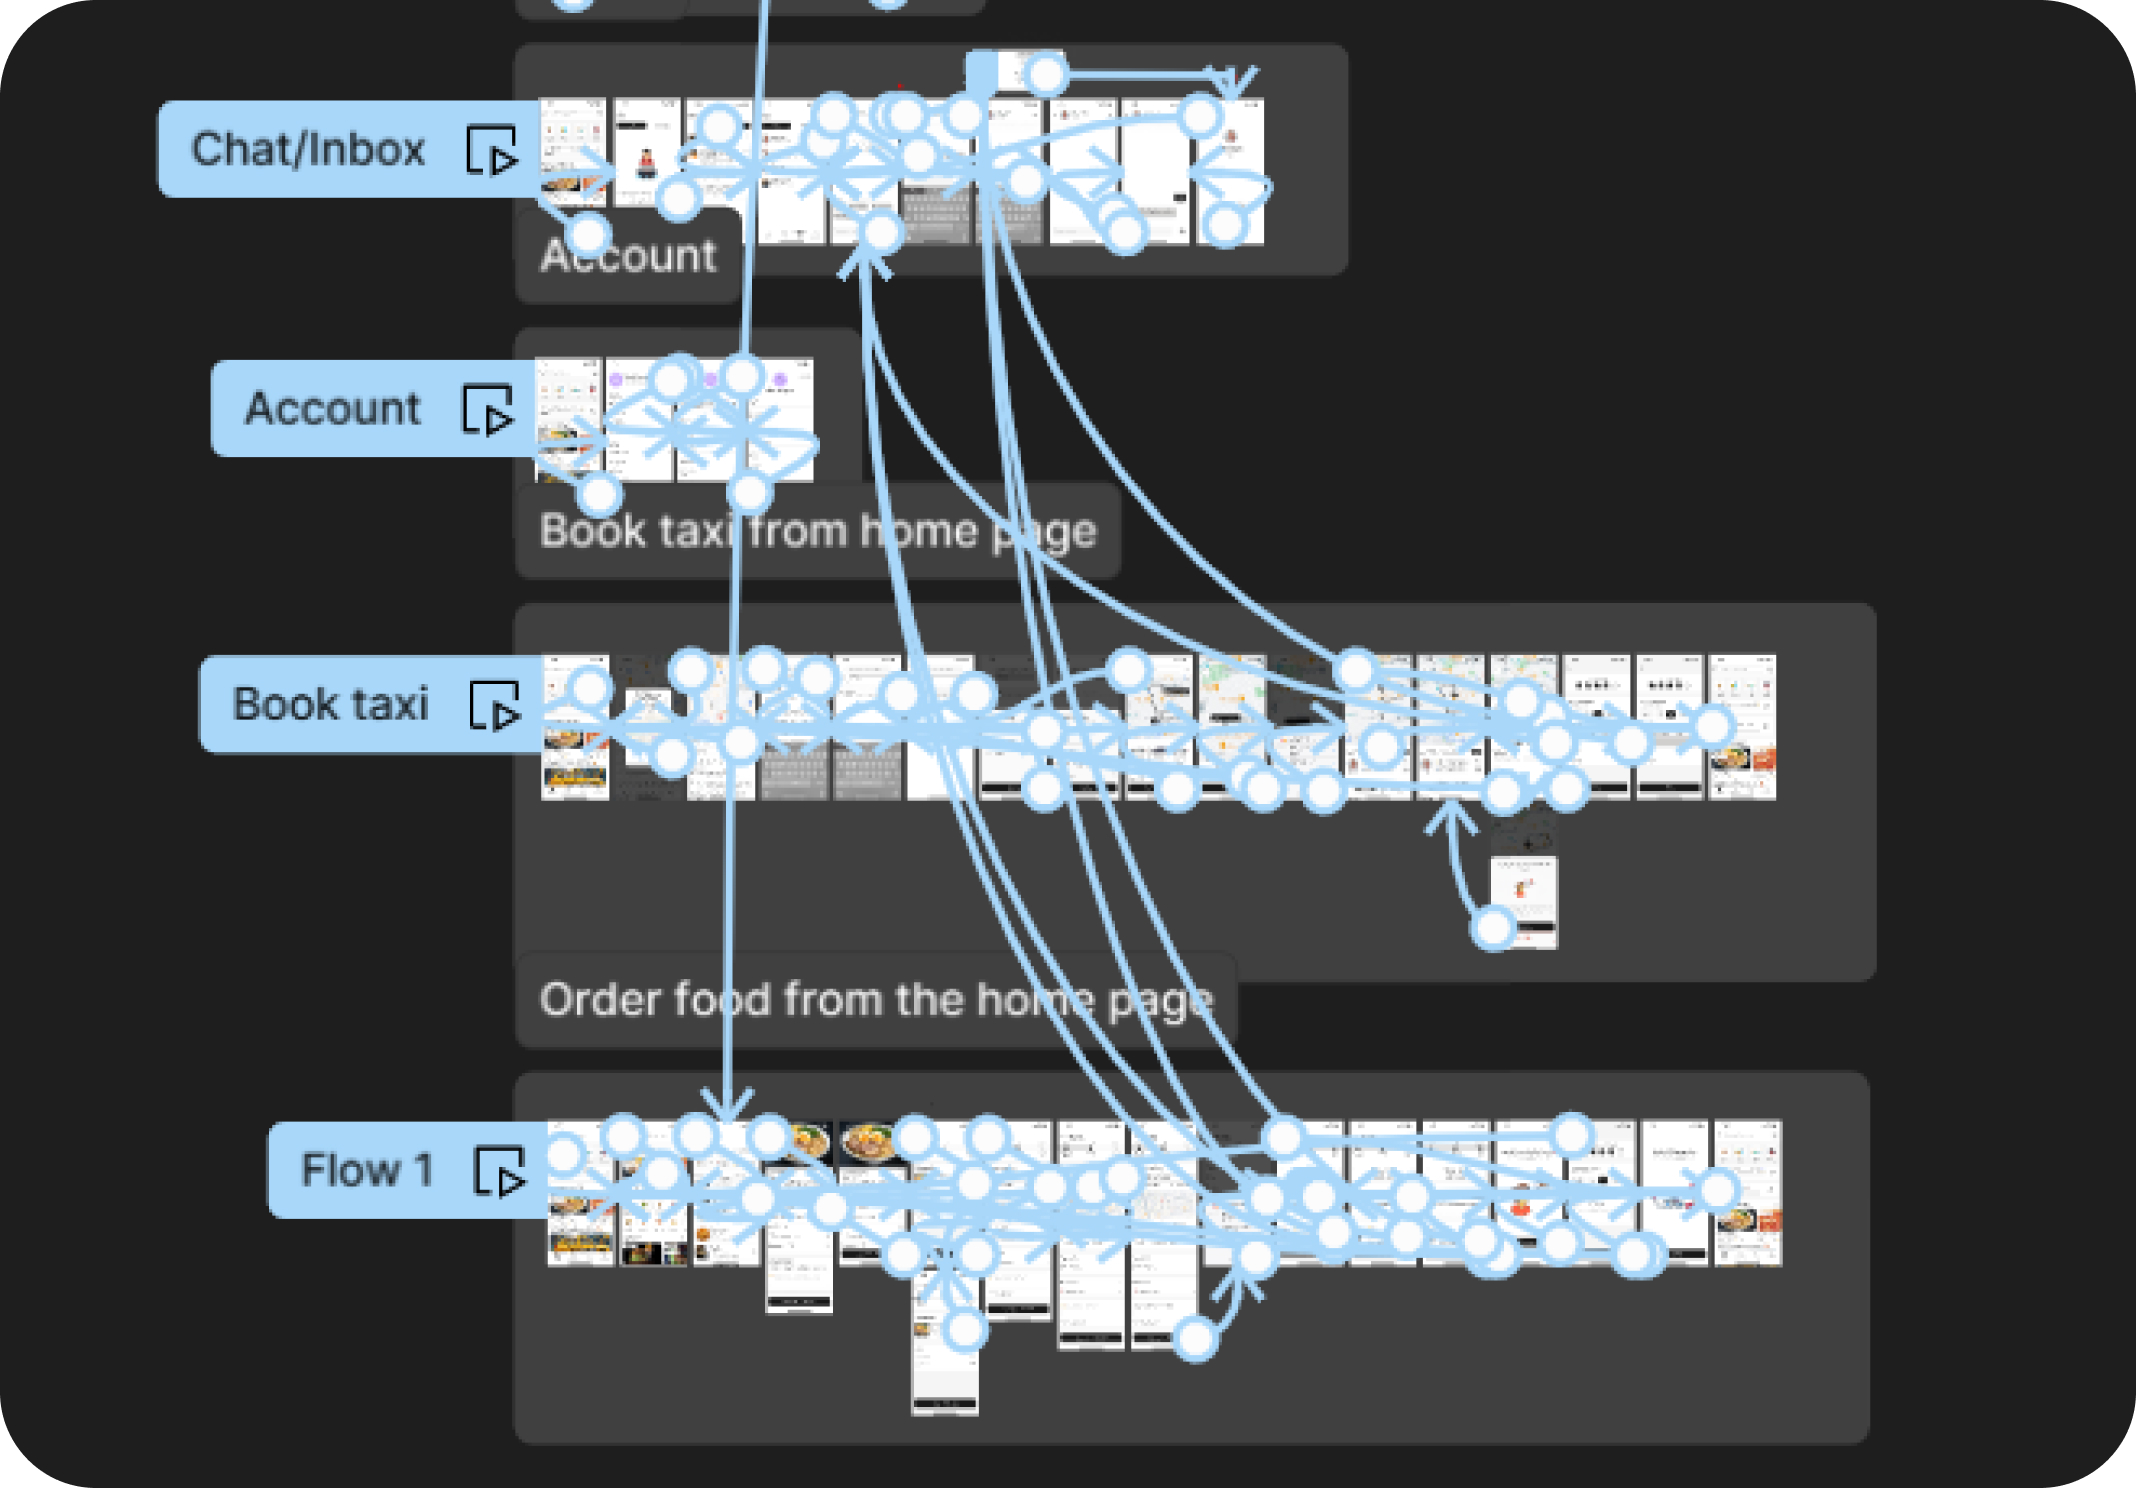 Chat/Inbox
Account
Account
Book taxi from home page
Book taxi
Order food from the home page
Flow 1